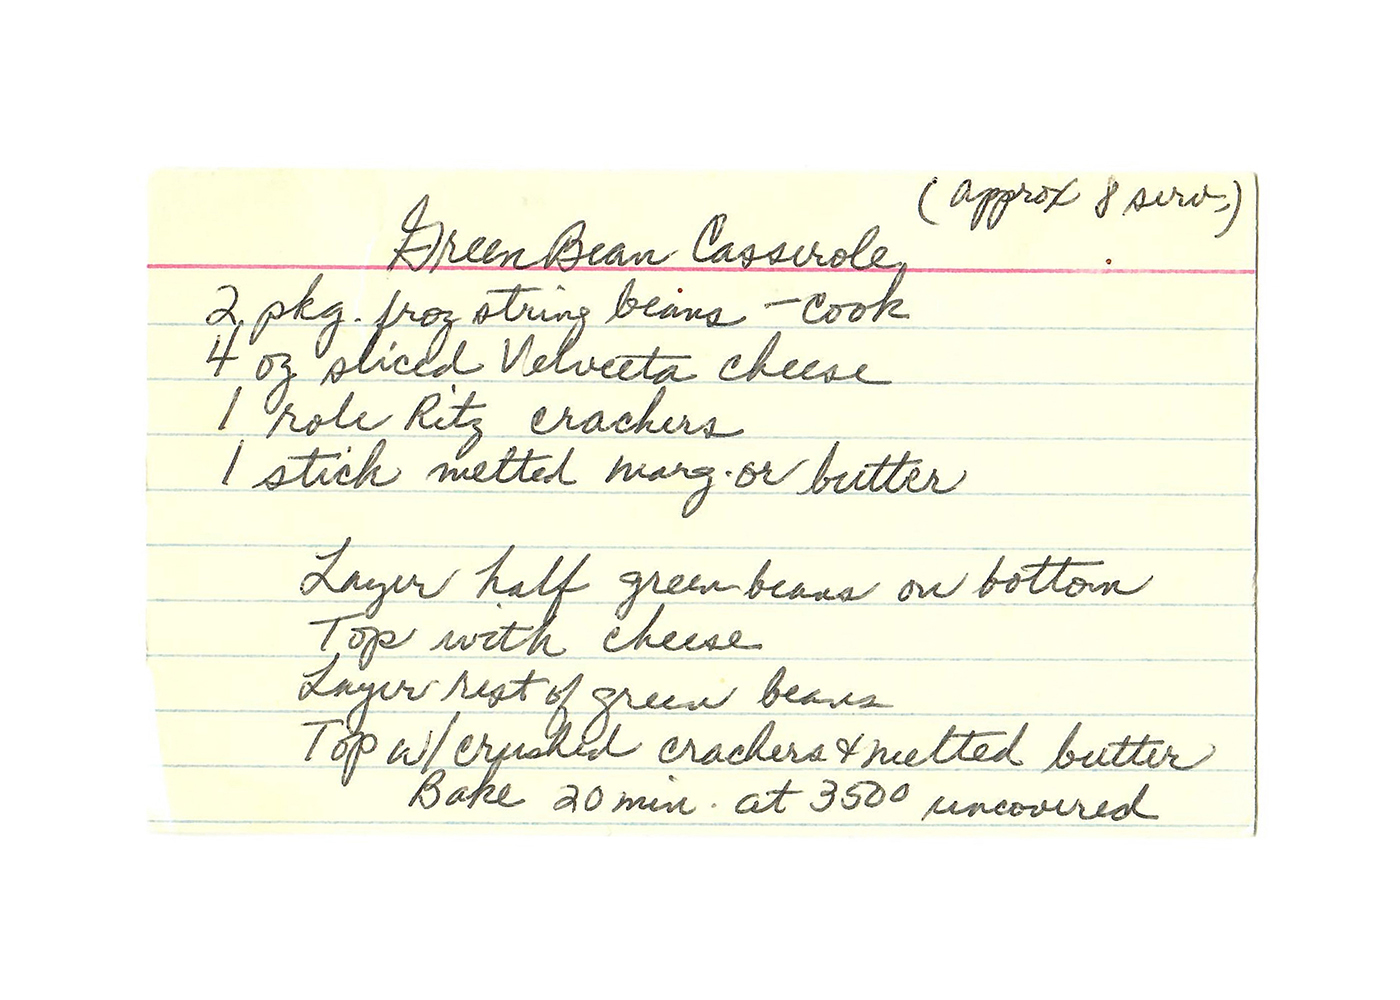 (approx 8 serv.)
Green Bean Casserole
2 pkg. froz string beans - cook
4 oz sliced Velveeta cheese
1 role Ritz crackers
1 stick melted marg. or butter
Layer half green beans on bottom
Top with cheese
Layer rest of green beans
Top w/ crushed crackers & melted butter
Bake 20 min. at 350° uncovered